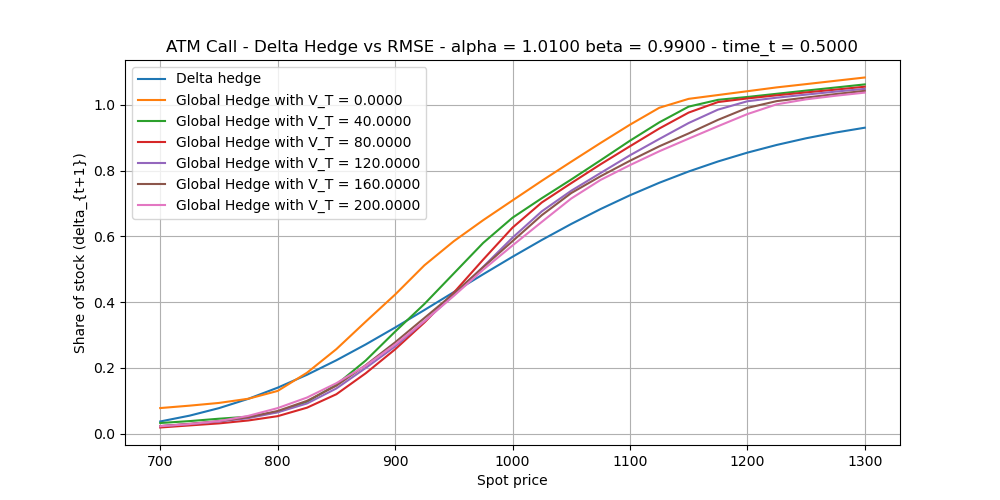 ATM Call - Delta Hedge vs RMSE - alpha = 1.0100 beta = 0.9900 - time_t = 0.5000
Delta hedge
Global Hedge with V_T = 0.0000
Global Hedge with V_T = 40.0000
Global Hedge with V_T = 80.0000
Global Hedge with V_T = 120.0000
Global Hedge with V_T = 160.0000
Global Hedge with V_T = 200.0000
Share of stock (delta_{t+1})
1.0
0.8
0.6
0.4
0.2
0.0
700 800 900 1000 1100 1200 1300
Spot price